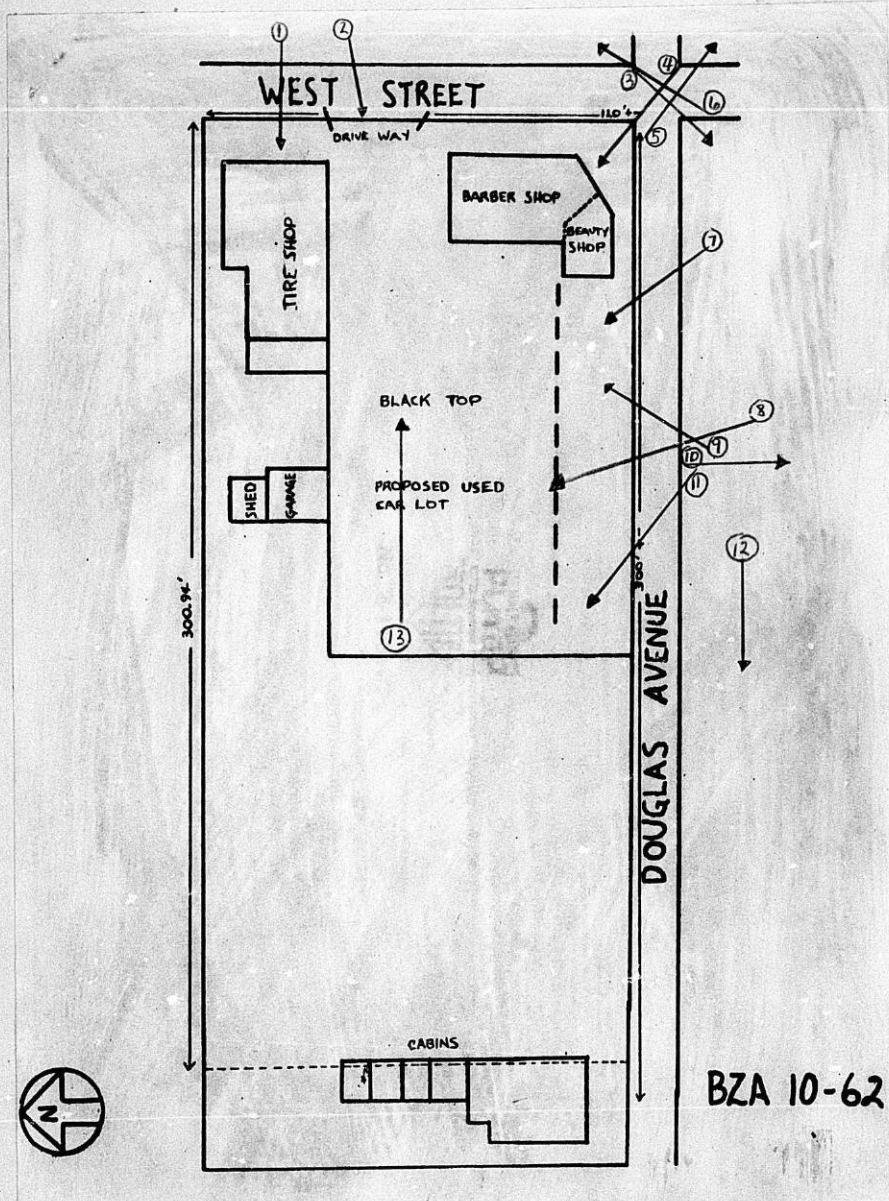 1
2
3
4
WEST STREET
110'±
5
6
DRIVE WAY
BARBER SHOP
BEAUTY
SHOP
TIRE SHOP
7
BLACK TOP
8
9
10
11
PROPOSED USED
CAR LOT
SHED
GARAGE
300.94'
300'±
12
13
DOUGLAS AVENUE
CABINS
N
BZA 10-62